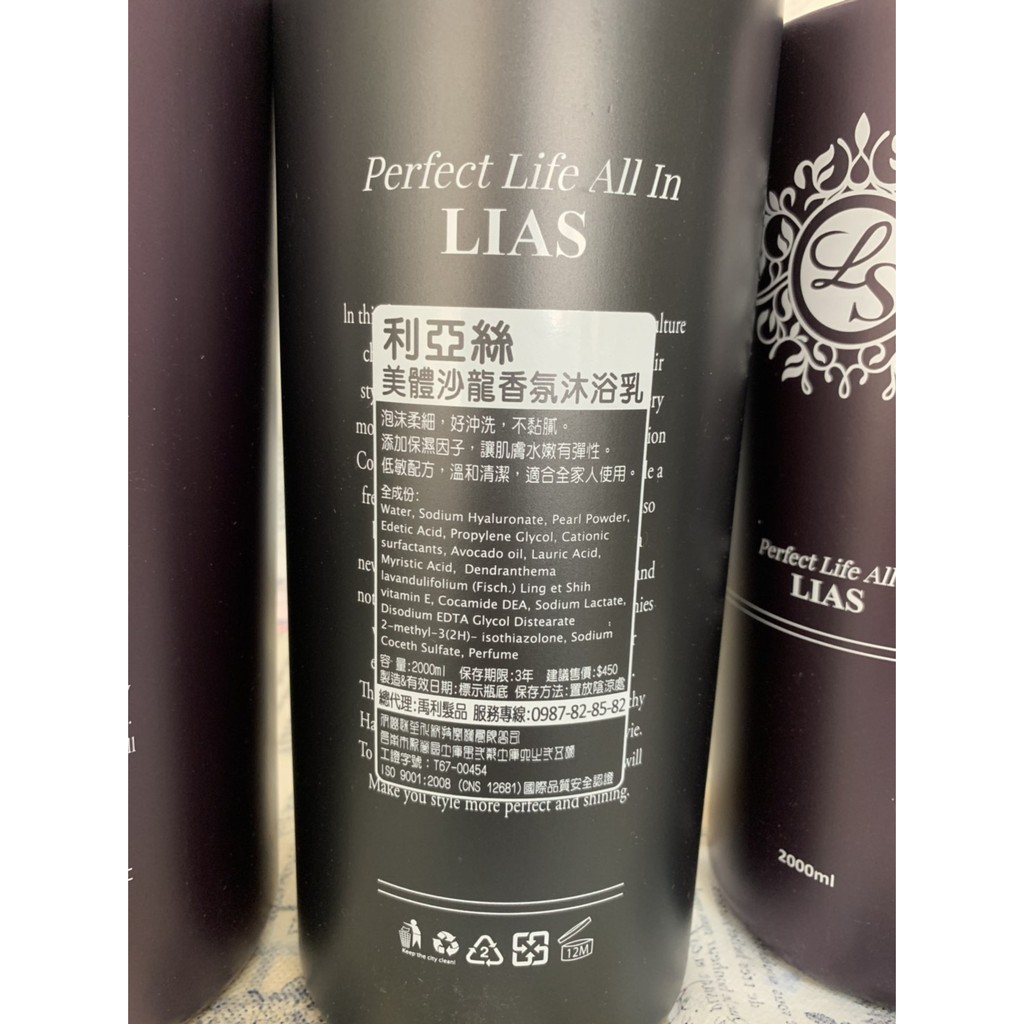 Perfect Life All In
LIAS
In
利亞絲
美體沙龍香氛沐浴乳
泡沫柔細，好沖洗，不黏膩。
添加保濕因子，讓肌膚水嫩有彈性。
低敏配方，溫和清潔，適合全家人使用。
全成份:
Water, Sodium Hyaluronate, Pearl Powder,
Edetic Acid, Propylene Glycol, Cationic
surfactants, Avocado oil, Lauric Acid,
Myristic Acid, Dendranthema
lavandulifolium (Fisch.) Ling et Shih
vitamin E, Cocamide DEA, Sodium Lactate,
Disodium EDTA Glycol Distearate
2-methyl-3(2H)- isothiazolone, Sodium
Coceth Sulfate, Perfume
容 量:2000ml 保存期限:3年 建議售價:$450
製造&有效日期:標示瓶底 保存方法:置放陰涼處
總代理:禹利髮品 服務專線:0987-82-85-82
工證字號：T67-00454
ISO 9001:2008 (CNS 12681)國際品質安全認證
To will
Make you style more perfect and shining.
Keep the city clean!
2
12M
LS
Perfect Life All
LIAS
2000ml